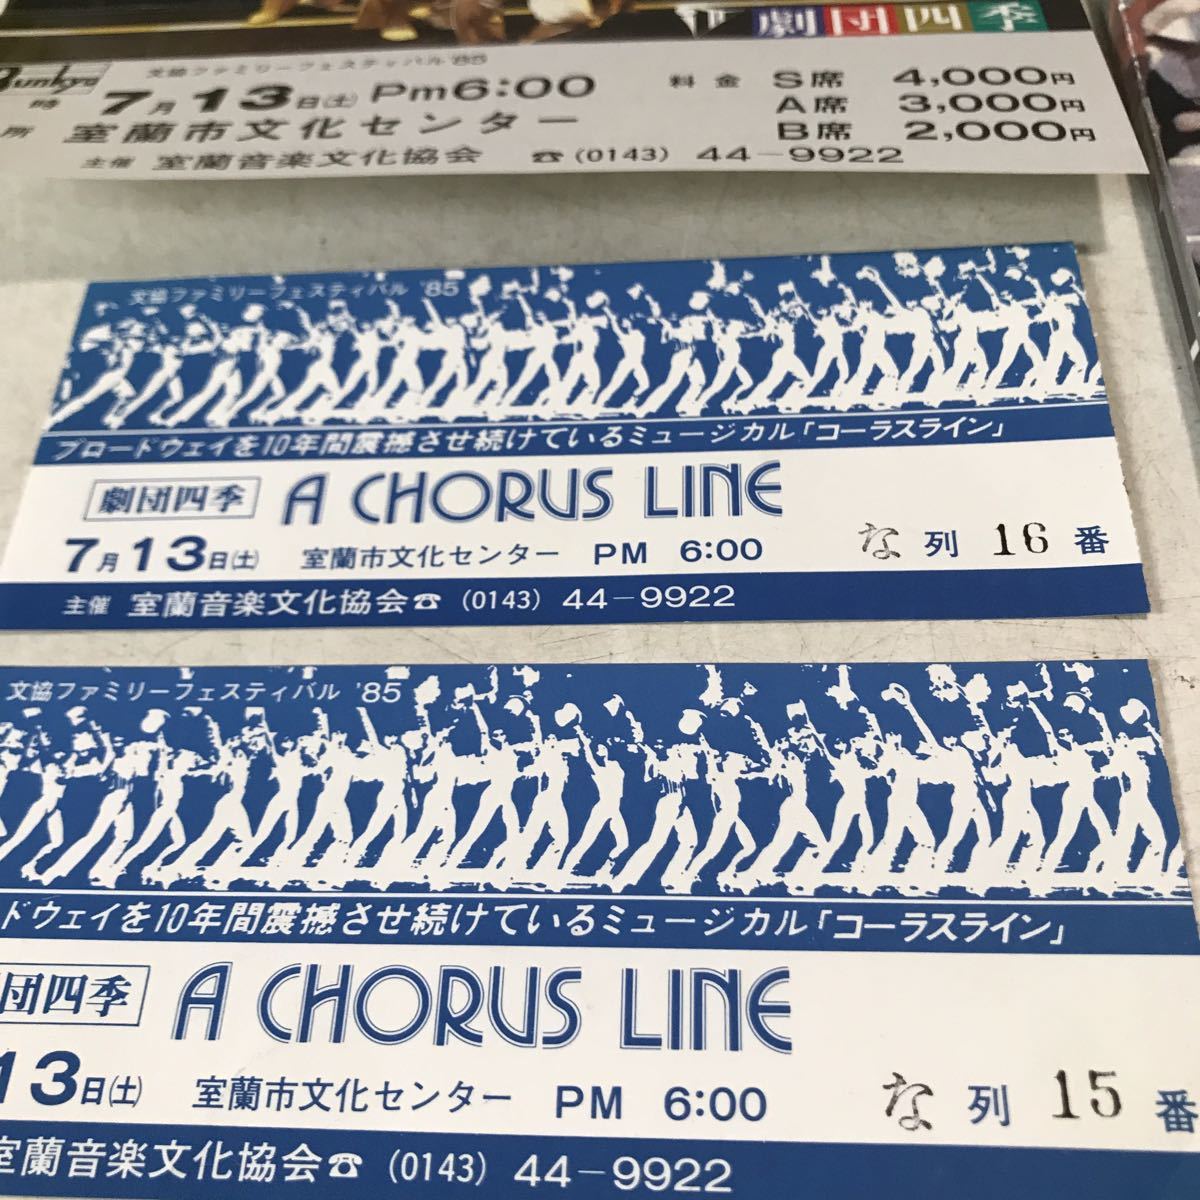 劇団四季
Bunkyo
文協ファミリーフェスティバル'85
時 7月13日(土) Pm6:00
所 室蘭市文化センター
主催 室蘭音楽文化協会 ☎(0143) 44-9922
料金 S席 4,000円
A席 3,000円
B席 2,000円
文協ファミリーフェスティバル '85
ブロードウェイを10年間震撼させ続けているミュージカル「コーラスライン」
劇団四季 A CHORUS LINE
7月13日(土) 室蘭市文化センター PM 6:00
な列 16番
主催 室蘭音楽文化協会☎ (0143) 44-9922
文協ファミリーフェスティバル '85
ドウェイを10年間震撼させ続けているミュージカル「コーラスライン」
団四季 A CHORUS LINE
13日(土) 室蘭市文化センター PM 6:00
な列 15番
室蘭音楽文化協会☎ (0143) 44-9922